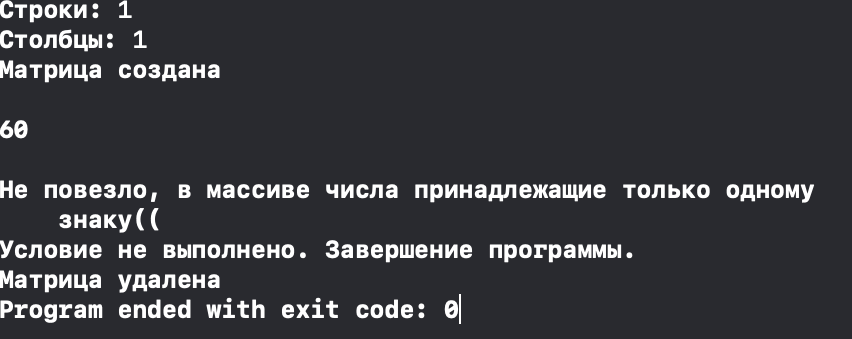 Строки: 1
Столбцы: 1
Матрица создана
60
Не повезло, в массиве числа принадлежащие только одному
знаку((
Условие не выполнено. Завершение программы.
Матрица удалена
Program ended with exit code: 0